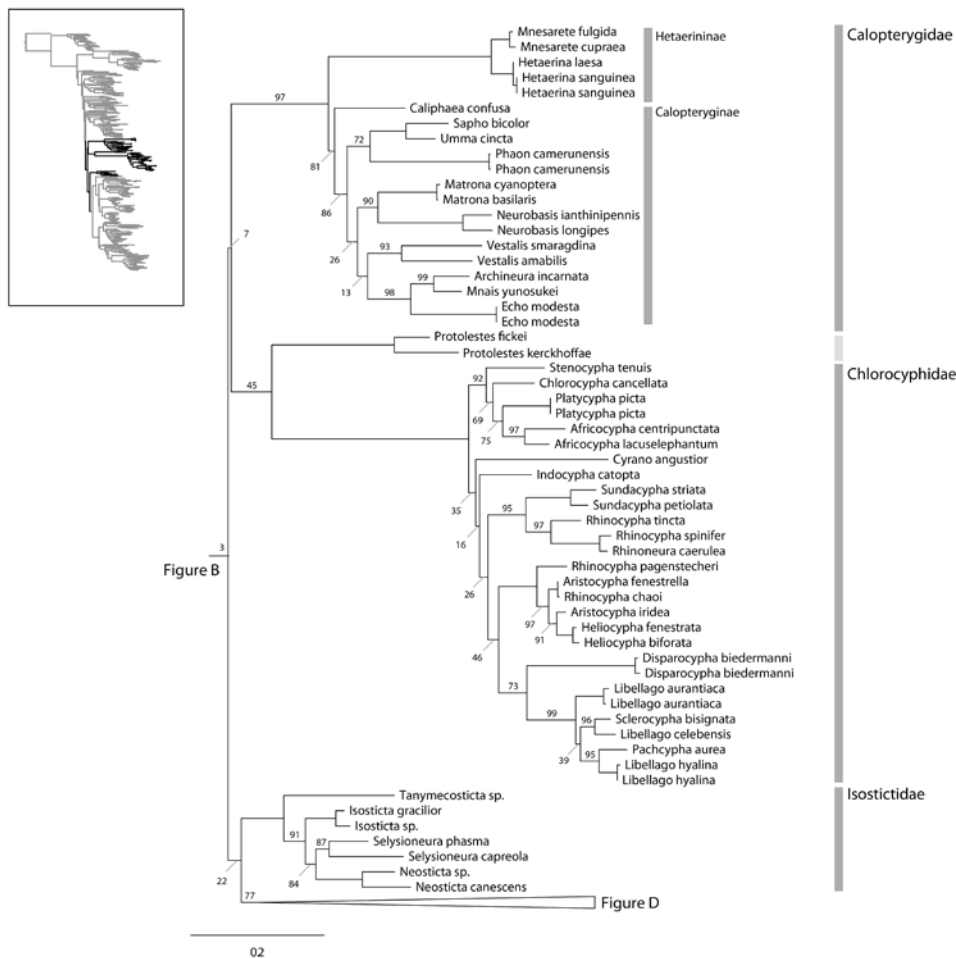 Mnesarete fulgida
Mnesarete cupraea
Hetaerina laesa
Hetaerina sanguinea
Hetaerina sanguinea
Hetaerininae
Calopterygidae
97
Caliphaea confusa
Sapho bicolor
Umma cincta
Phaon camerunensis
Phaon camerunensis
Matrona cyanoptera
Matrona basilaris
Neurobasis ianthinipennis
Neurobasis longipes
Vestalis smaragdina
Vestalis amabilis
Archineura incarnata
Mnais yunosukei
Echo modesta
Echo modesta
Calopteryginae
72
81
86
90
26
93
13
99
98
7
Protolestes fickei
Protolestes kerckhoffae
45
Chlorocyphidae
Stenocypha tenuis
Chlorocypha cancellata
Platycypha picta
Platycypha picta
Africocypha centripunctata
Africocypha lacuselephantum
Cyrano angustior
Indocypha catopta
Sundacypha striata
Sundacypha petiolata
Rhinocypha tincta
Rhinocypha spinifer
Rhinoneura caerulea
Rhinocypha pagenstecheri
Aristocypha fenestrella
Rhinocypha chaoi
Aristocypha iridea
Heliocypha fenestrata
Heliocypha biforata
Disparocypha biedermanni
Disparocypha biedermanni
Libellago aurantiaca
Libellago aurantiaca
Sclerocypha bisignata
Libellago celebensis
Pachcypha aurea
Libellago hyalina
Libellago hyalina
92
69
75
97
35
16
95
97
26
97
91
46
73
99
96
39
95
3
Figure B
Isostictidae
Tanymecosticta sp.
Isosticta gracilior
Isosticta sp.
Selysioneura phasma
Selysioneura capreola
Neosticta sp.
Neosticta canescens
91
87
84
22
77
Figure D
02